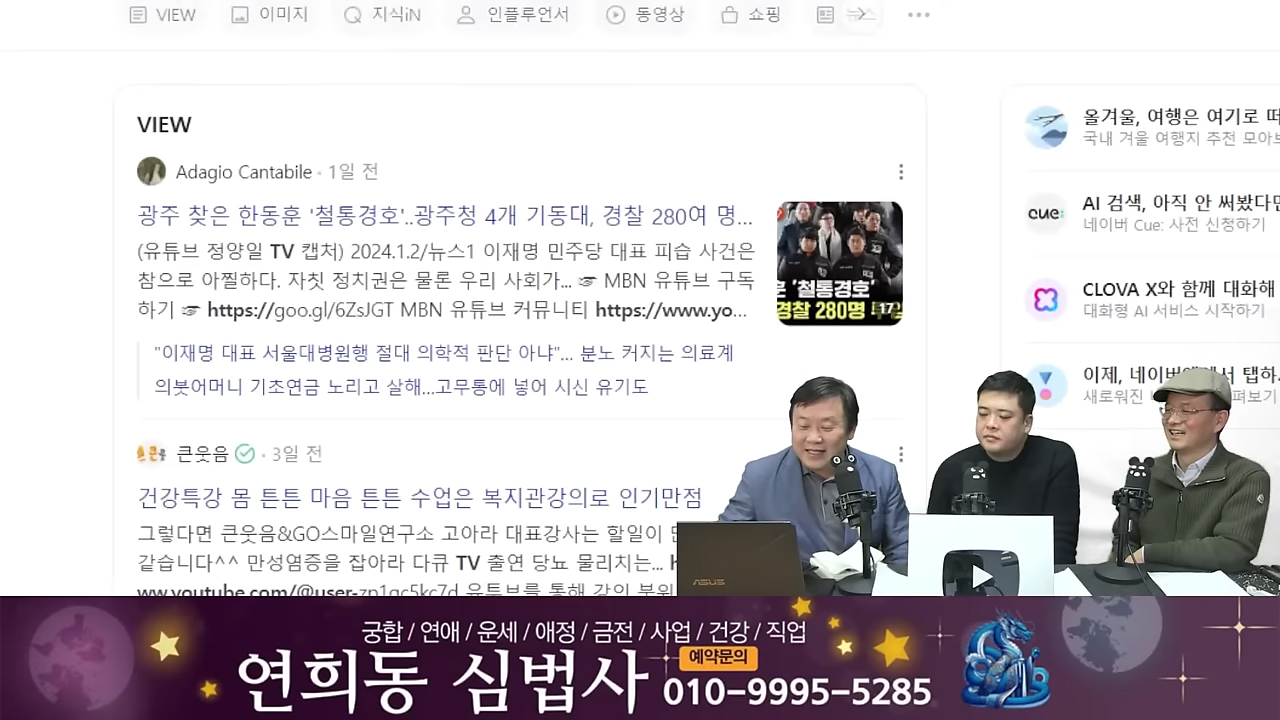 VIEW 이미지 지식iN 인플루언서 동영상 쇼핑 뉴스
VIEW
Adagio Cantabile · 1일 전
광주 찾은 한동훈 '철통경호'..광주청 4개 기동대, 경찰 280여 명...
(유튜브 정양일 TV 캡처) 2024.1.2/뉴스1 이재명 민주당 대표 피습 사건은
참으로 아찔하다. 자칫 정치권은 물론 우리 사회가... ☞ MBN 유튜브 구독
하기 ☞ https://goo.gl/6ZsJGT MBN 유튜브 커뮤니티 https://www.yo...
'철통경호'
경찰 280명
17
"이재명 대표 서울대병원행 절대 의학적 판단 아냐"... 분노 커지는 의료계
의붓어머니 기초연금 노리고 살해...고무통에 넣어 시신 유기도
큰웃음 · 3일 전
건강특강 몸 튼튼 마음 튼튼 수업은 복지관강의로 인기만점
그렇다면 큰웃음&GO스마일연구소 고아라 대표강사는 할일이
같습니다^^ 만성염증을 잡아라 다큐 TV 출연 당뇨 물리치는...
ww.youtube.com/@user-zp1gc5kc7d 유튜브를 통해 강의
올겨울, 여행은 여기로
국내 겨울 여행지 추천
cue:
AI 검색, 아직 안 써봤다면
네이버 Cue: 사전 신청하기
CLOVA X와 함께 대화해
대화형 AI 서비스 시작하기
이제,
새로워진
ASUS
궁합 / 연애 / 운세 / 애정 / 금전 / 사업 / 건강 / 직업
연희동 심법사
예약문의
010-9995-5285